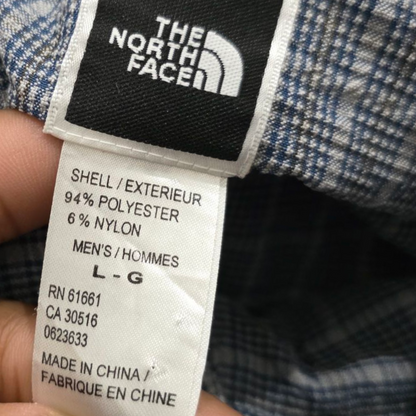 THE
NORTH
FACE
SHELL / EXTERIEUR
94% POLYESTER
6% NYLON
MEN'S / HOMMES
L - G
RN 61661
CA 30516
0623633
MADE IN CHINA /
FABRIQUE EN CHINE